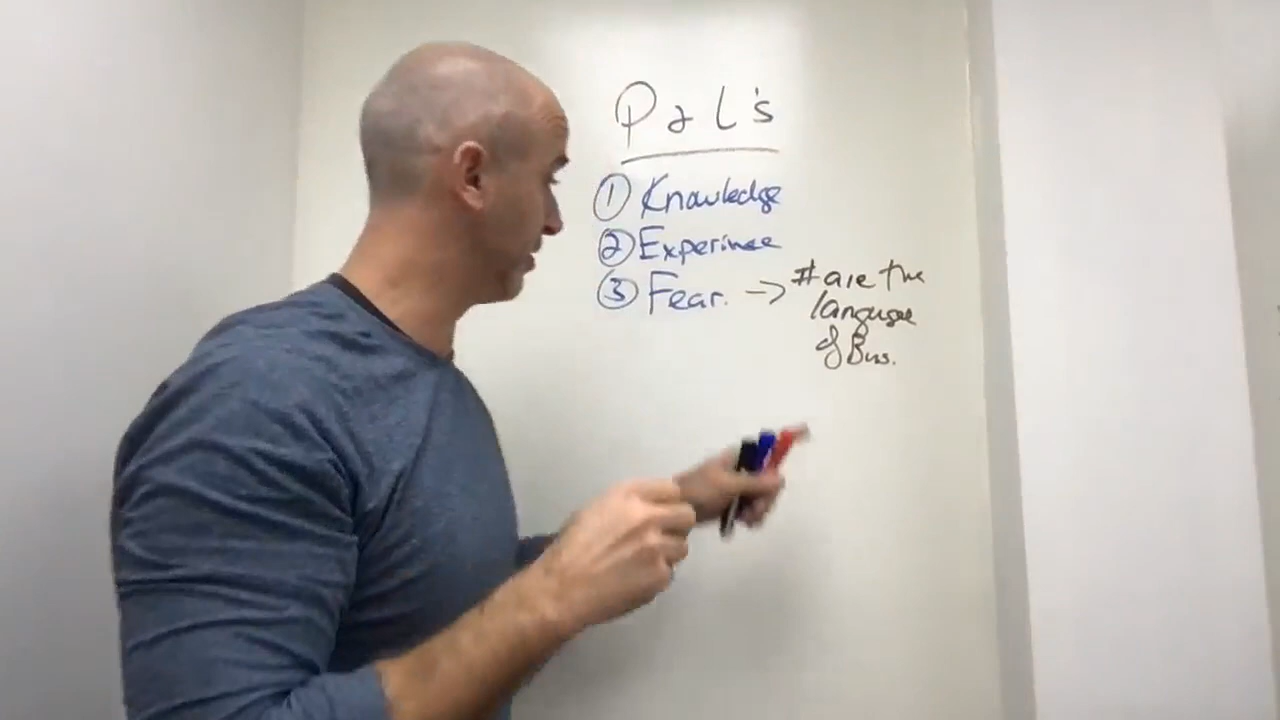 P & L's
① Knowledge
② Experience
③ Fear. -> # are the
language
of Bus.